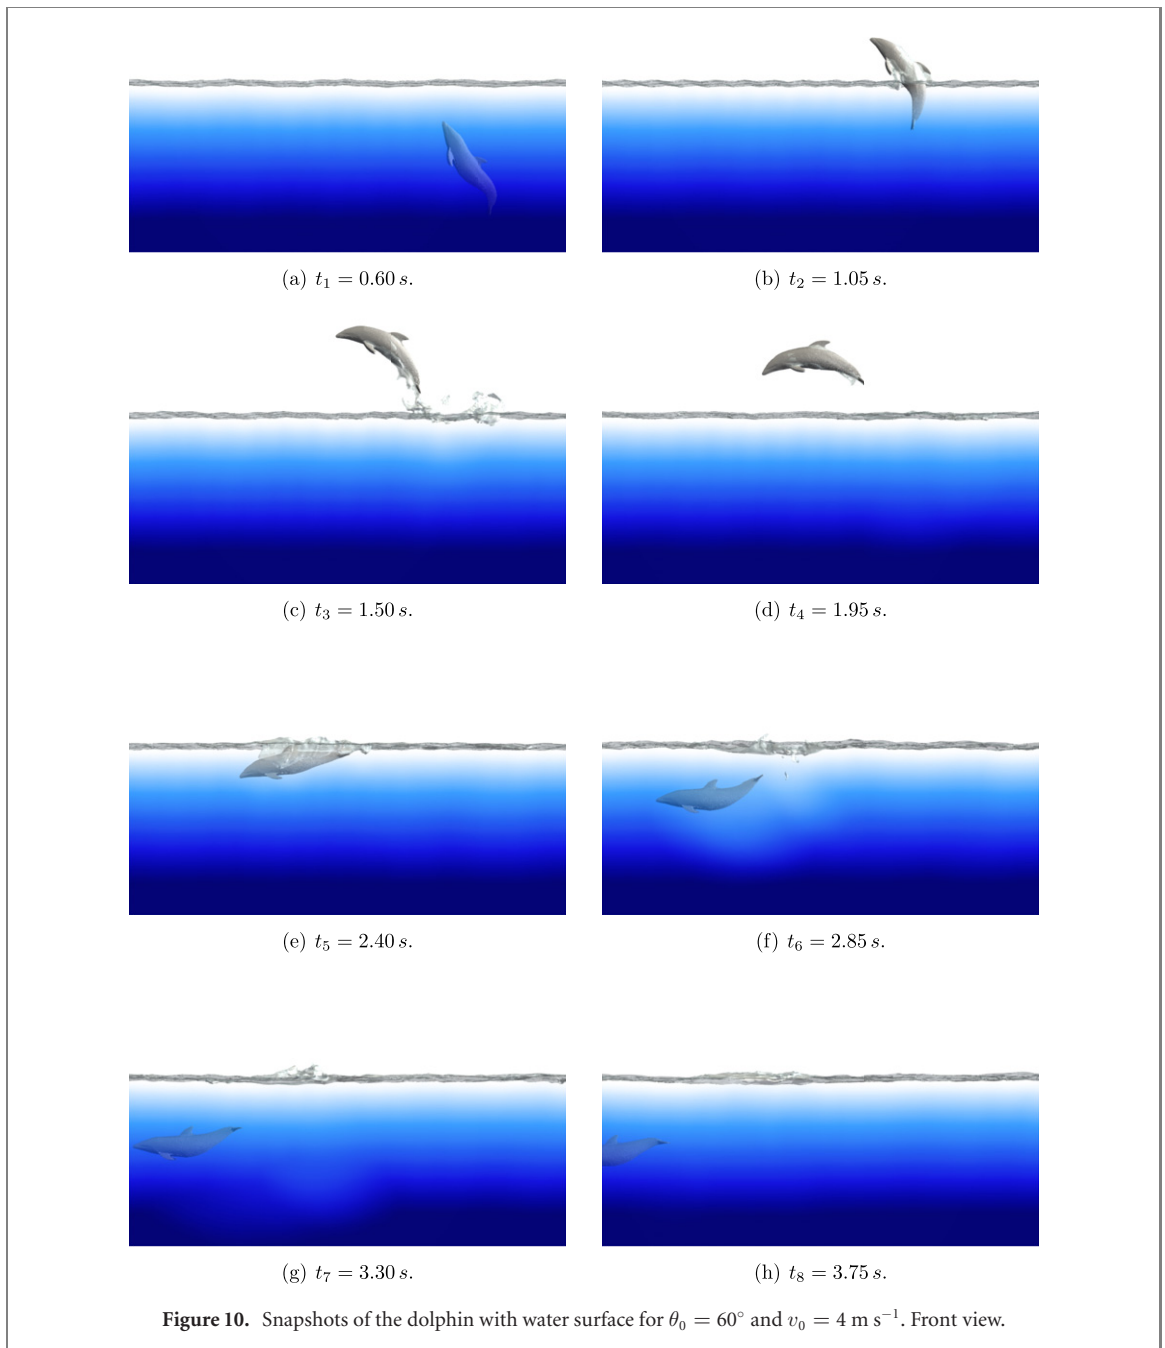 (a) t₁ = 0.60 s.
(b) t₂ = 1.05 s.
(c) t₃ = 1.50 s.
(d) t₄ = 1.95 s.
(e) t₅ = 2.40 s.
(f) t₆ = 2.85 s.
(g) t₇ = 3.30 s.
(h) t₈ = 3.75 s.
Figure 10. Snapshots of the dolphin with water surface for θ₀ = 60° and v₀ = 4 m s⁻¹. Front view.